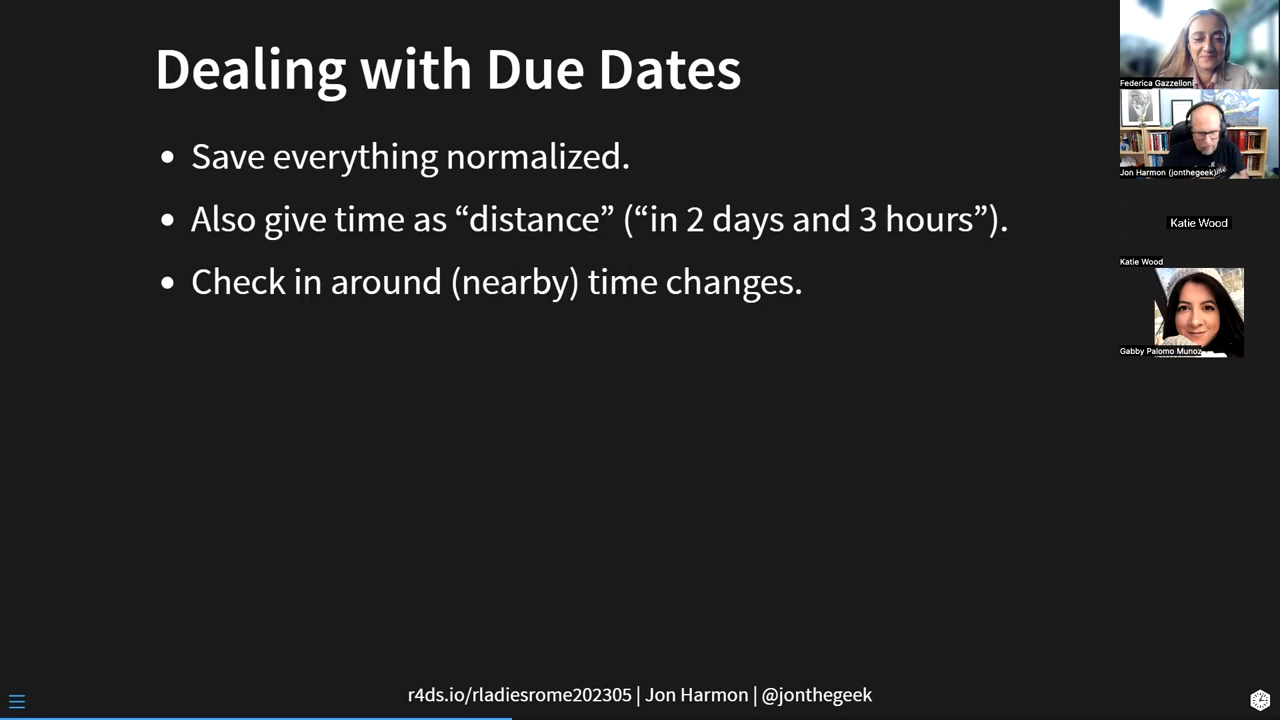 Dealing with Due Dates
• Save everything normalized.
• Also give time as “distance” (“in 2 days and 3 hours”).
• Check in around (nearby) time changes.
r4ds.io/rladiesrome202305 | Jon Harmon | @jonthegeek
Federica Gazzelloni
Jon Harmon (jonthegeek)
Katie Wood
Katie Wood
Gabby Palomo Munoz